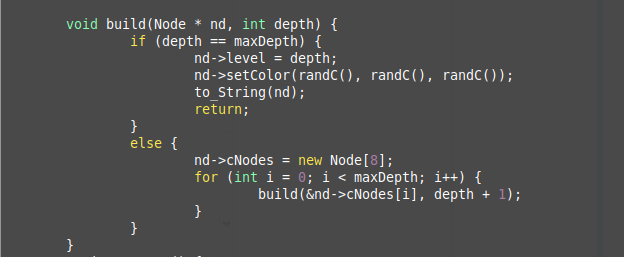 void build(Node * nd, int depth) {
if (depth == maxDepth) {
nd->level = depth;
nd->setColor(randC(), randC(), randC());
to_String(nd);
return;
}
else {
nd->cNodes = new Node[8];
for (int i = 0; i < maxDepth; i++) {
build(&nd->cNodes[i], depth + 1);
}
}
}